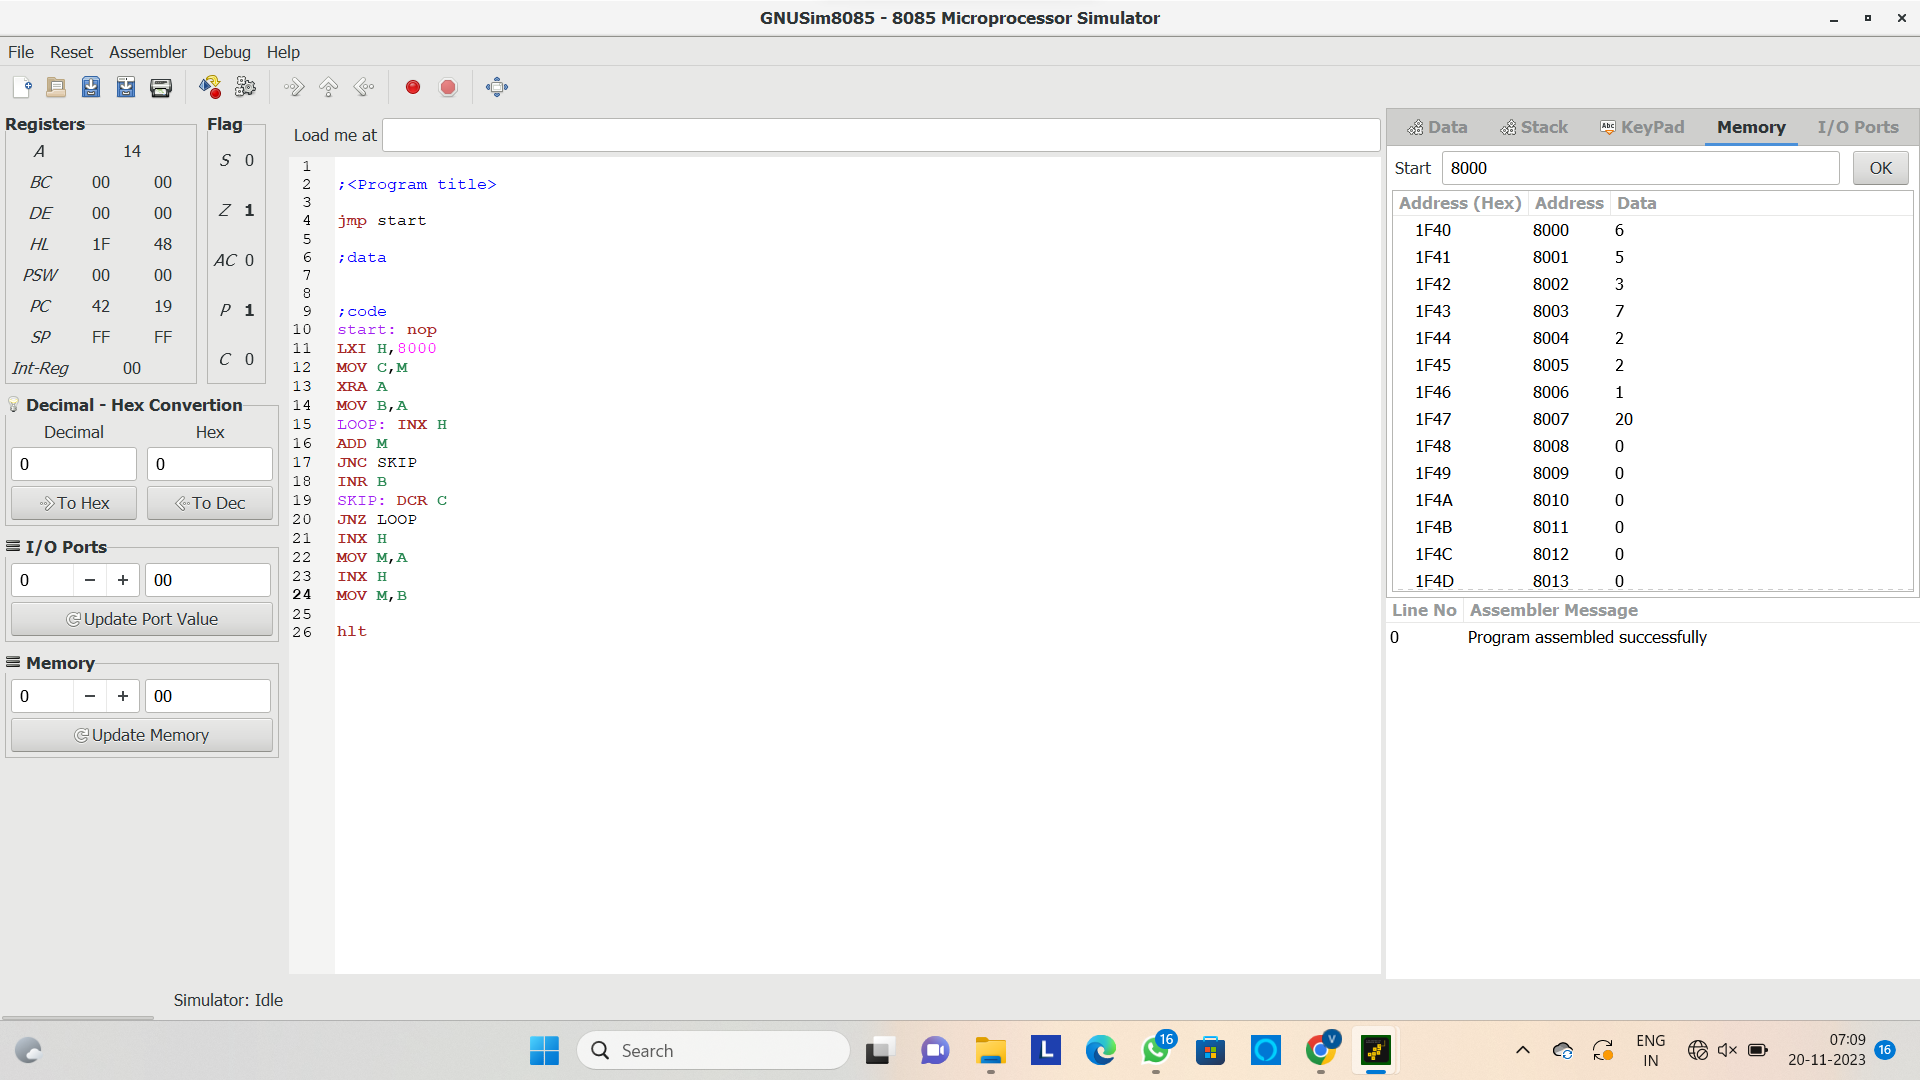 GNUSim8085 - 8085 Microprocessor Simulator
File Reset Assembler Debug Help
Registers
A 14
BC 00 00
DE 00 00
HL 1F 48
PSW 00 00
PC 42 19
SP FF FF
Int-Reg 00
Flag
S 0
Z 1
AC 0
P 1
C 0
Decimal - Hex Convertion
Decimal Hex
0 0
To Hex To Dec
I/O Ports
0 − + 00
Update Port Value
Memory
0 − + 00
Update Memory
Load me at
1
2 ;<Program title>
3
4 jmp start
5
6 ;data
7
8
9 ;code
10 start: nop
11 LXI H,8000
12 MOV C,M
13 XRA A
14 MOV B,A
15 LOOP: INX H
16 ADD M
17 JNC SKIP
18 INR B
19 SKIP: DCR C
20 JNZ LOOP
21 INX H
22 MOV M,A
23 INX H
24 MOV M,B
25
26 hlt
Data Stack Abc KeyPad Memory I/O Ports
Start 8000 OK
Address (Hex) Address Data
1F40 8000 6
1F41 8001 5
1F42 8002 3
1F43 8003 7
1F44 8004 2
1F45 8005 2
1F46 8006 1
1F47 8007 20
1F48 8008 0
1F49 8009 0
1F4A 8010 0
1F4B 8011 0
1F4C 8012 0
1F4D 8013 0
Line No Assembler Message
0 Program assembled successfully
Simulator: Idle
Search
L
16
V
ENG
IN
07:09
20-11-2023
16